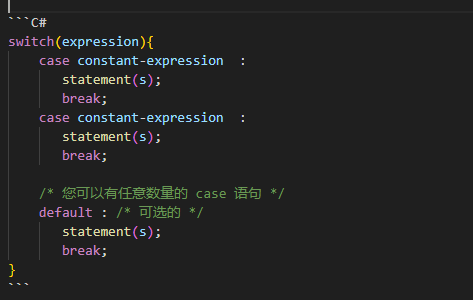 ```C#
switch(expression){
    case constant-expression  :
       statement(s);
       break;
    case constant-expression  :
       statement(s);
       break;

    /* 您可以有任意数量的 case 语句 */
    default : /* 可选的 */
       statement(s);
       break;
}
```